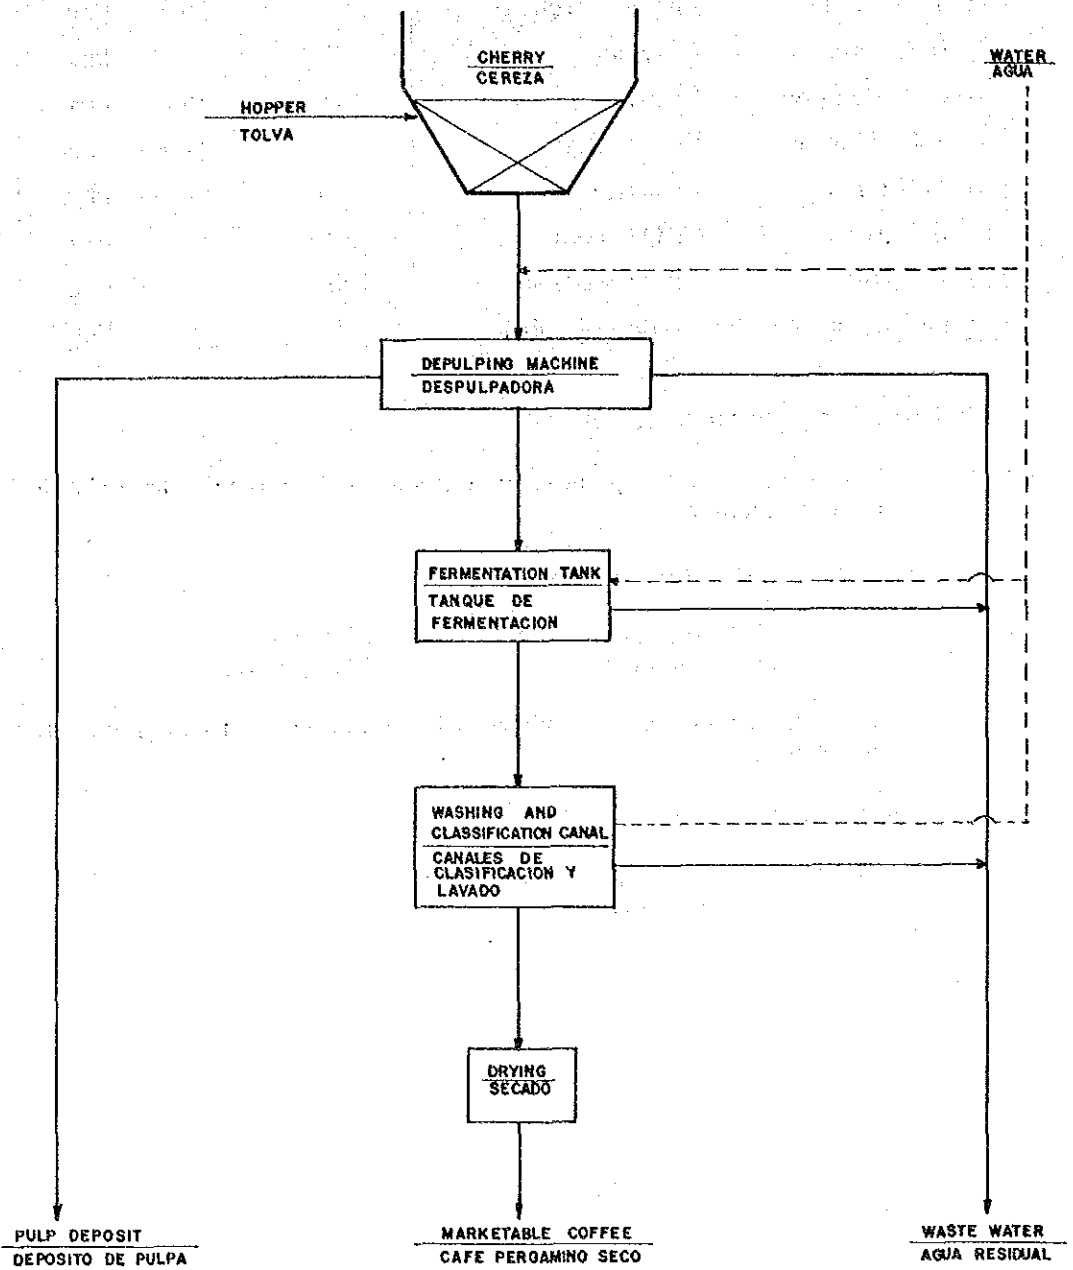 CHERRY
CEREZA
WATER
AGUA
HOPPER
TOLVA
DEPULPING MACHINE
DESPULPADORA
FERMENTATION TANK
TANQUE DE
FERMENTACION
WASHING AND
CLASSIFICATION CANAL
CANALES DE
CLASIFICACION Y
LAVADO
DRYING
SECADO
PULP DEPOSIT
DEPOSITO DE PULPA
MARKETABLE COFFEE
CAFE PERGAMINO SECO
WASTE WATER
AGUA RESIDUAL